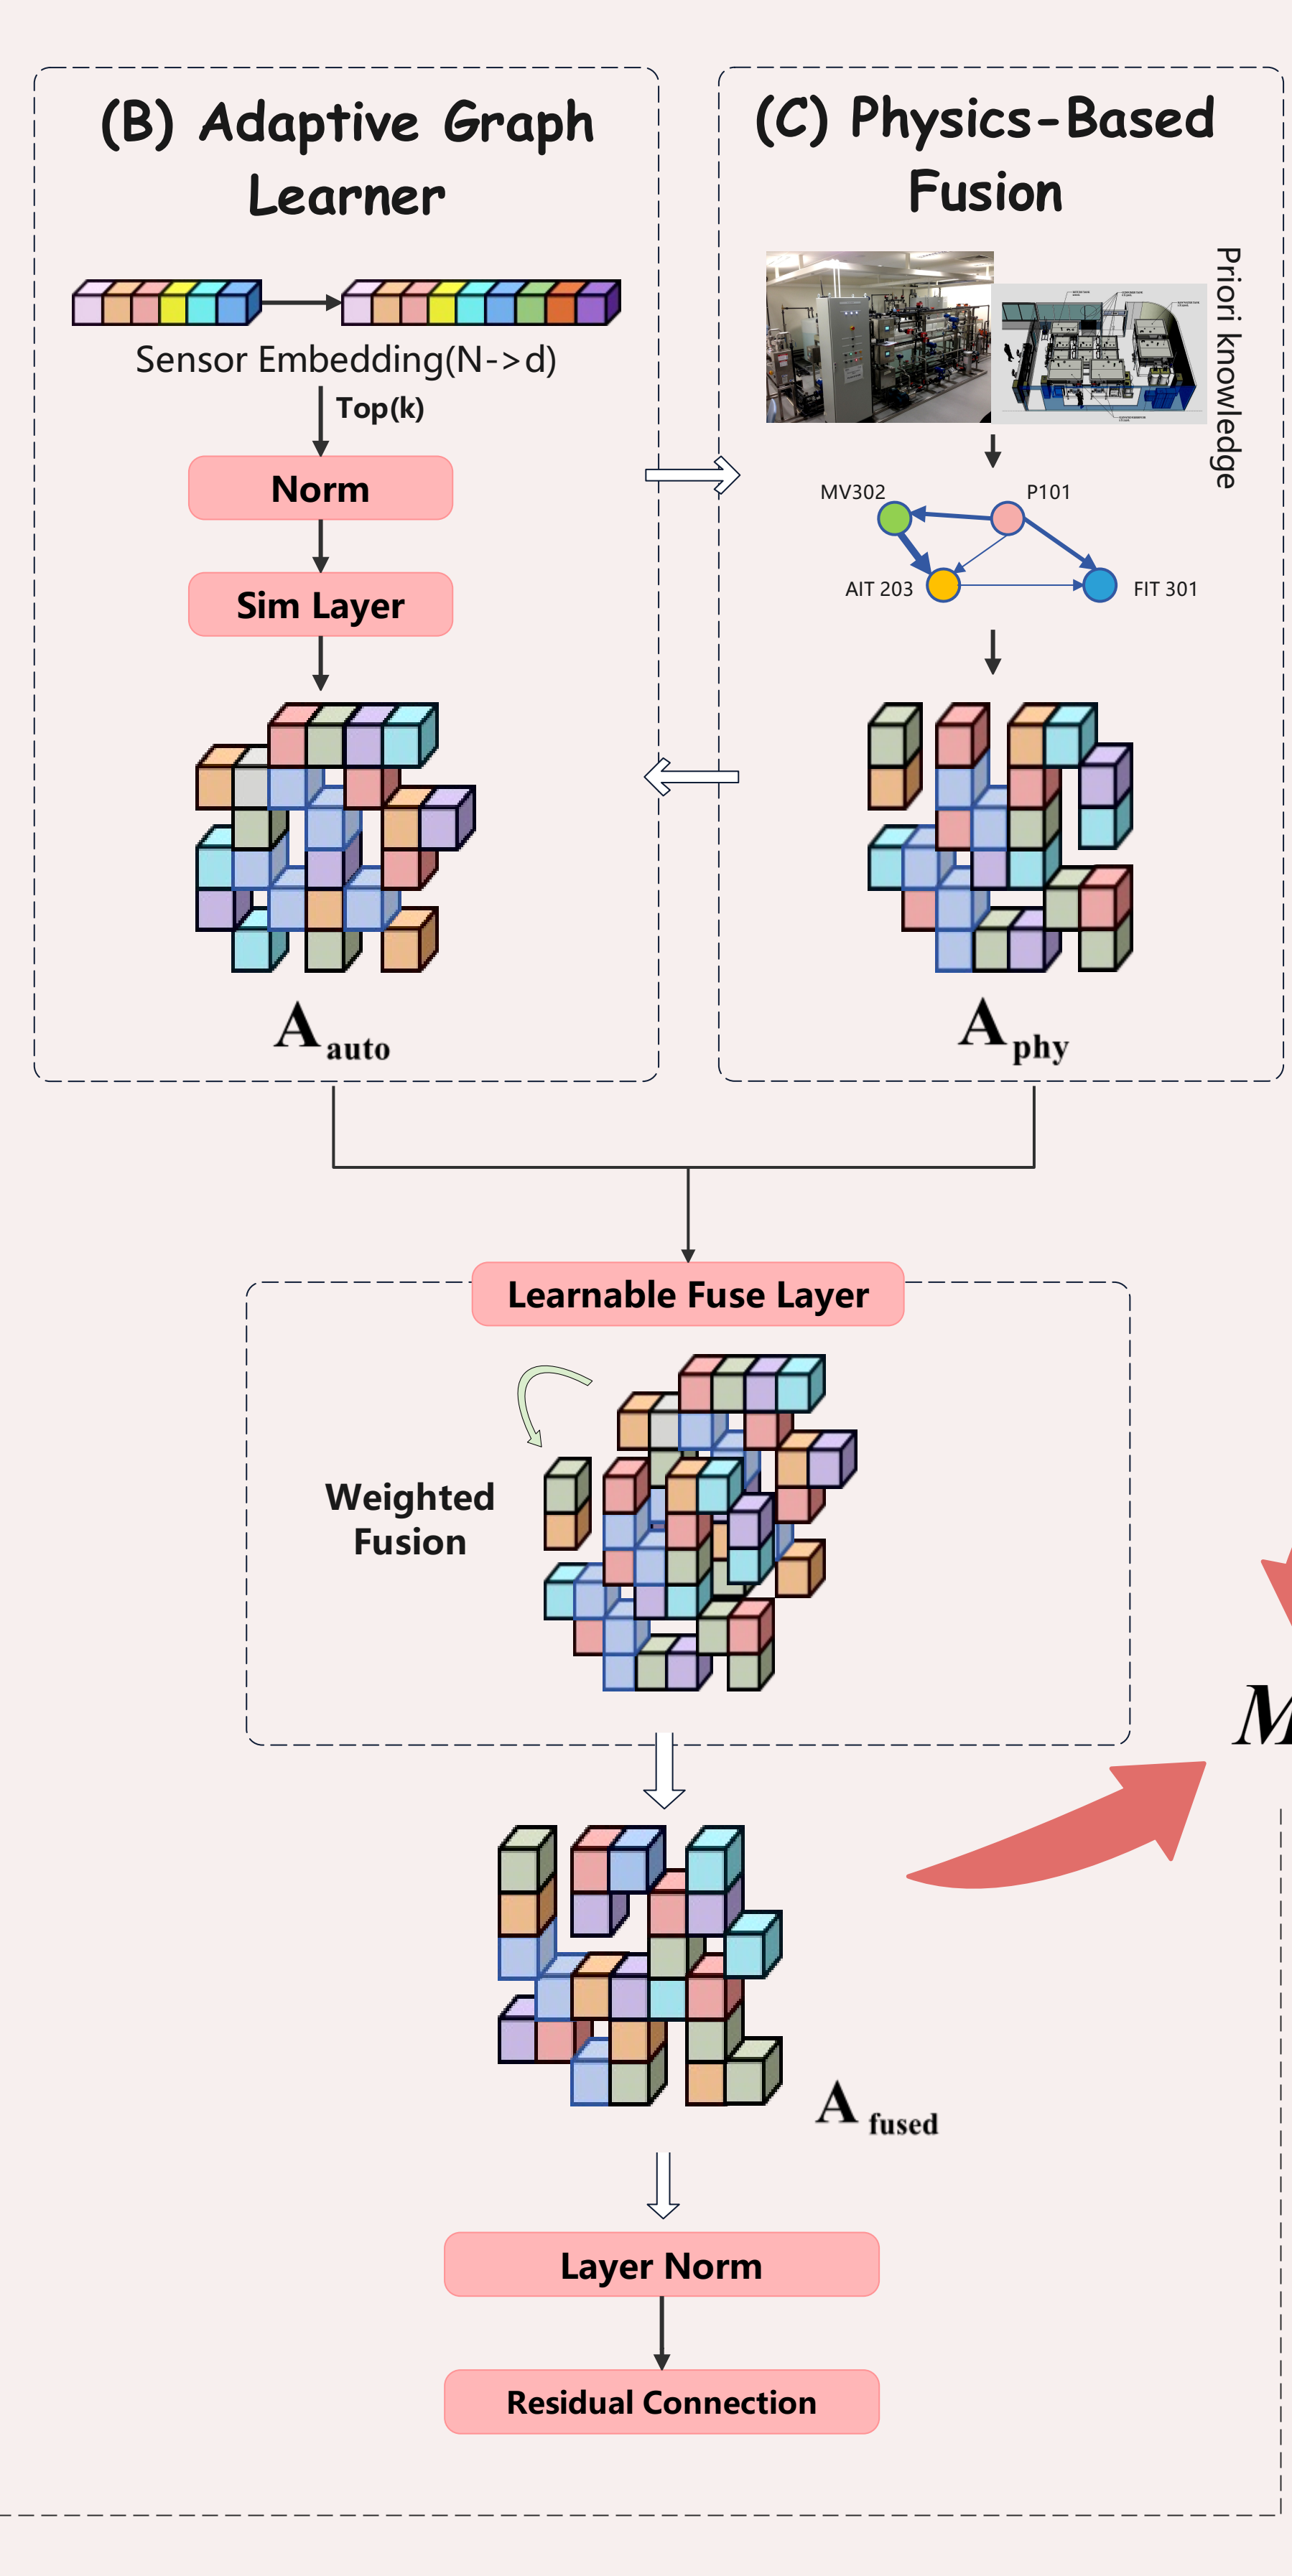 (B) Adaptive Graph
Learner
Sensor Embedding(N->d)
Top(k)
Norm
Sim Layer
A auto
(C) Physics-Based
Fusion
Priori knowledge
MV302
P101
AIT 203
FIT 301
A phy
Learnable Fuse Layer
Weighted
Fusion
M
A fused
Layer Norm
Residual Connection